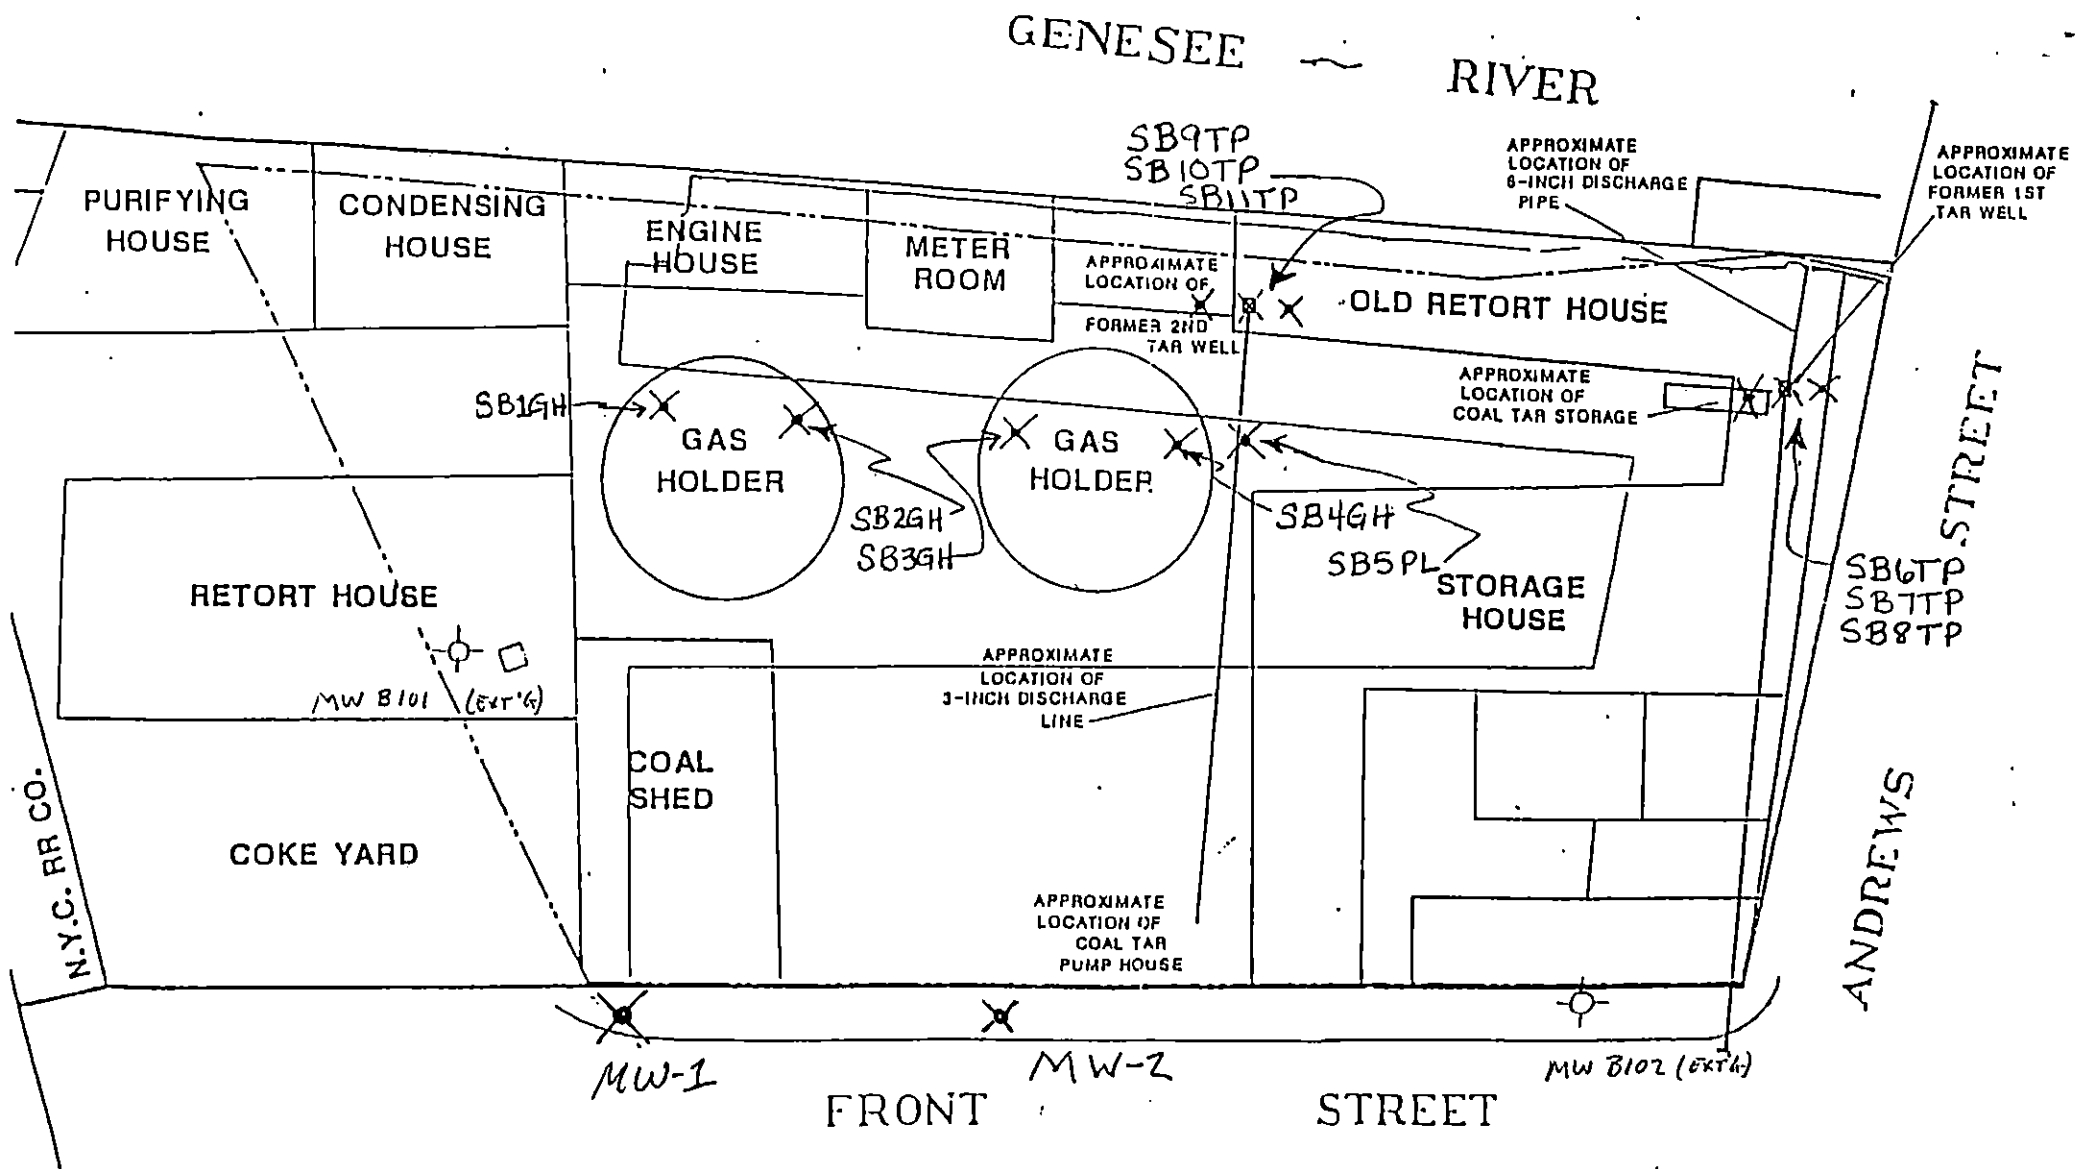 GENESEE ~ RIVER
SB9TP
SB10TP
SB11TP
APPROXIMATE
LOCATION OF
6-INCH DISCHARGE
PIPE
APPROXIMATE
LOCATION OF
FORMER 1ST
TAR WELL
PURIFYING
HOUSE
CONDENSING
HOUSE
ENGINE
HOUSE
METER
ROOM
APPROXIMATE
LOCATION OF
FORMER 2ND
TAR WELL
OLD RETORT HOUSE
APPROXIMATE
LOCATION OF
COAL TAR STORAGE
SB1GH
GAS
HOLDER
GAS
HOLDER
SB2GH
SB3GH
SB4GH
SB5PL
STORAGE
HOUSE
SB6TP
SB7TP
SB8TP
RETORT HOUSE
MW B101 (EXT'G)
APPROXIMATE
LOCATION OF
3-INCH DISCHARGE
LINE
COAL
SHED
COKE YARD
N.Y.C. RR CO.
APPROXIMATE
LOCATION OF
COAL TAR
PUMP HOUSE
ANDREWS STREET
MW-1
MW-2
MW B102 (EXT'G)
FRONT STREET